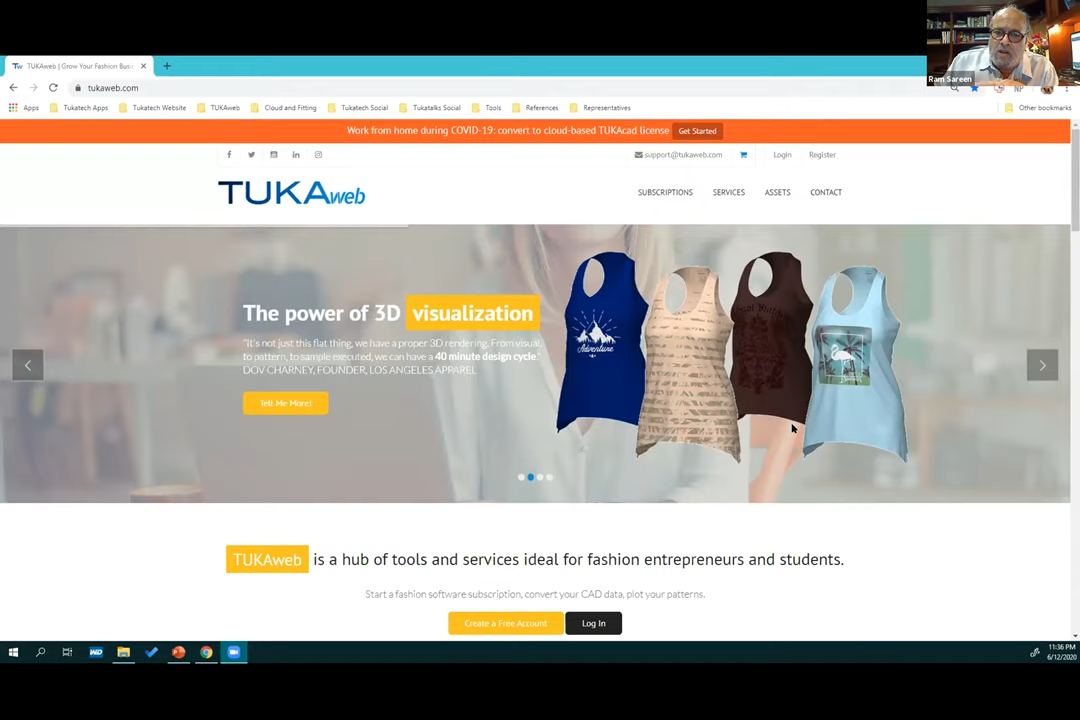 Ram Sareen
Tw TUKAweb | Grow Your Fashion Busi
tukaweb.com
Apps Tukatech Apps Tukatech Website TUKAweb Cloud and Fitting Tukatech Social Tukatalks Social Tools References Representatives Other bookmarks
Work from home during COVID-19: convert to cloud-based TUKAcad license Get Started
support@tukaweb.com Login Register
TUKAweb
SUBSCRIPTIONS SERVICES ASSETS CONTACT
The power of 3D visualization
"It's not just this flat thing, we have a proper 3D rendering. From visual
to pattern, to sample executed, we can have a 40 minute design cycle."
DOV CHARNEY, FOUNDER, LOS ANGELES APPAREL
Tell Me More!
Adventure
TUKAweb is a hub of tools and services ideal for fashion entrepreneurs and students.
Start a fashion software subscription, convert your CAD data, plot your patterns.
Create a Free Account Log In
11:36 PM
6/12/2020